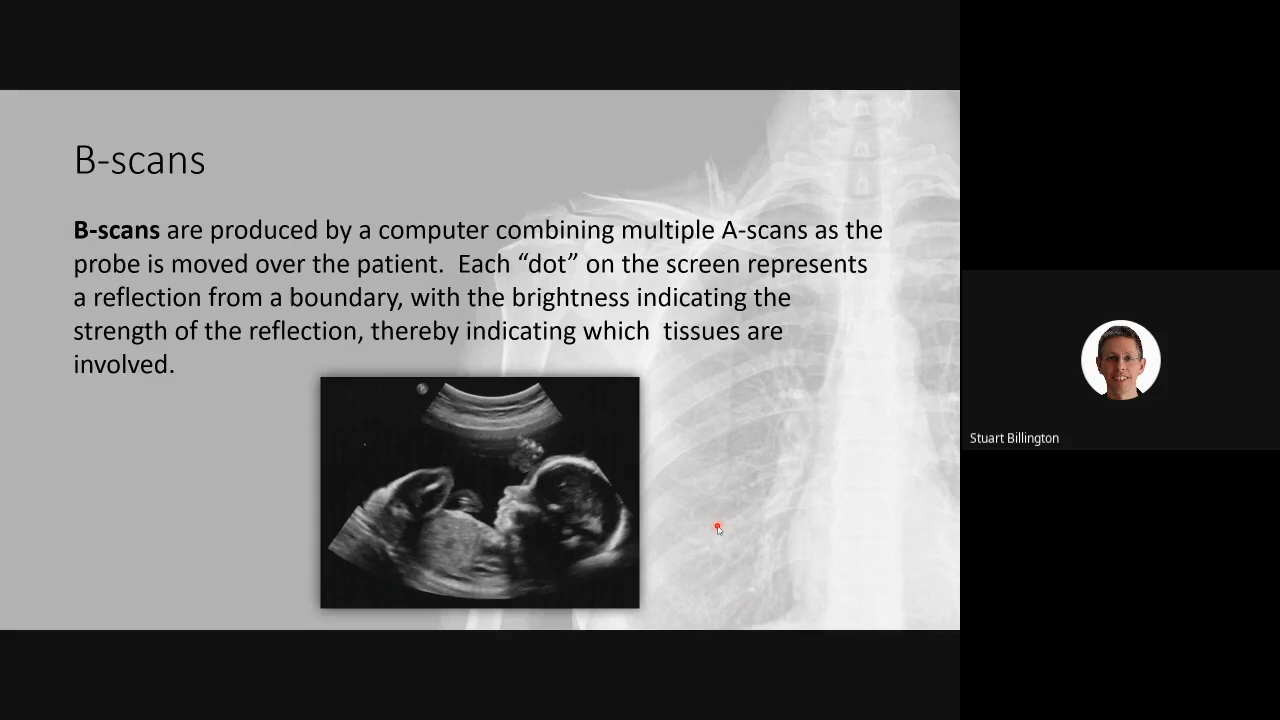 B-scans
B-scans are produced by a computer combining multiple A-scans as the
probe is moved over the patient.  Each “dot” on the screen represents
a reflection from a boundary, with the brightness indicating the
strength of the reflection, thereby indicating which  tissues are
involved.
Stuart Billington